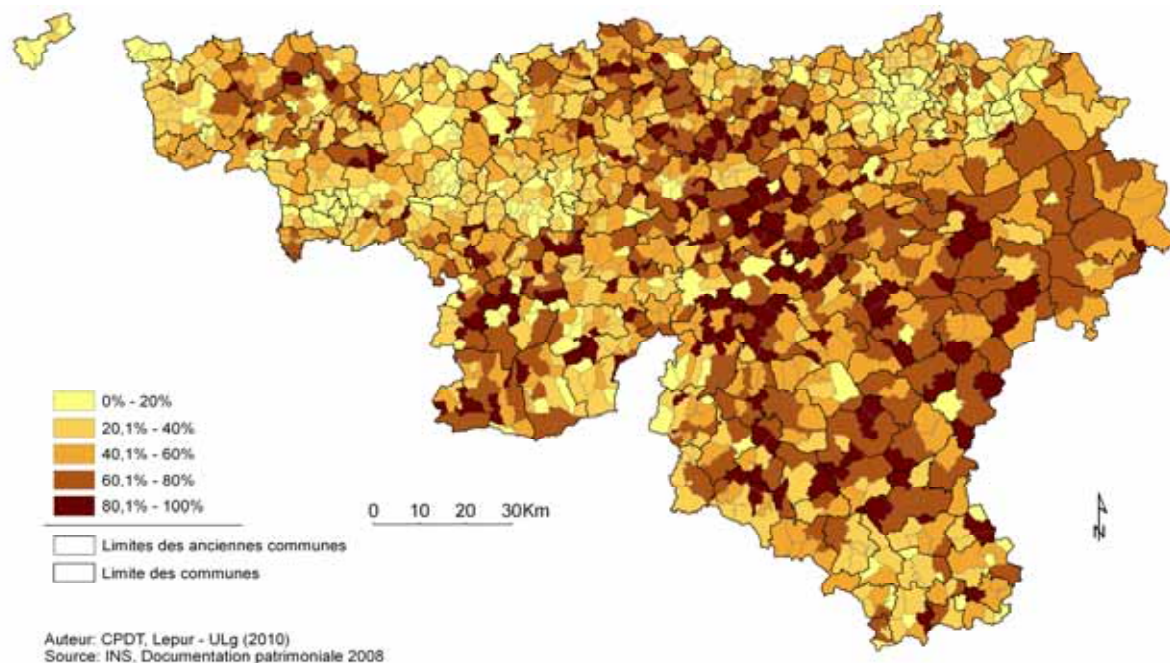 0% - 20%
20,1% - 40%
40,1% - 60%
60,1% - 80%
80,1% - 100%
0 10 20 30Km
N
Limites des anciennes communes
Limite des communes
Auteur: CPDT, Lepur - ULg (2010)
Source: INS, Documentation patrimoniale 2008